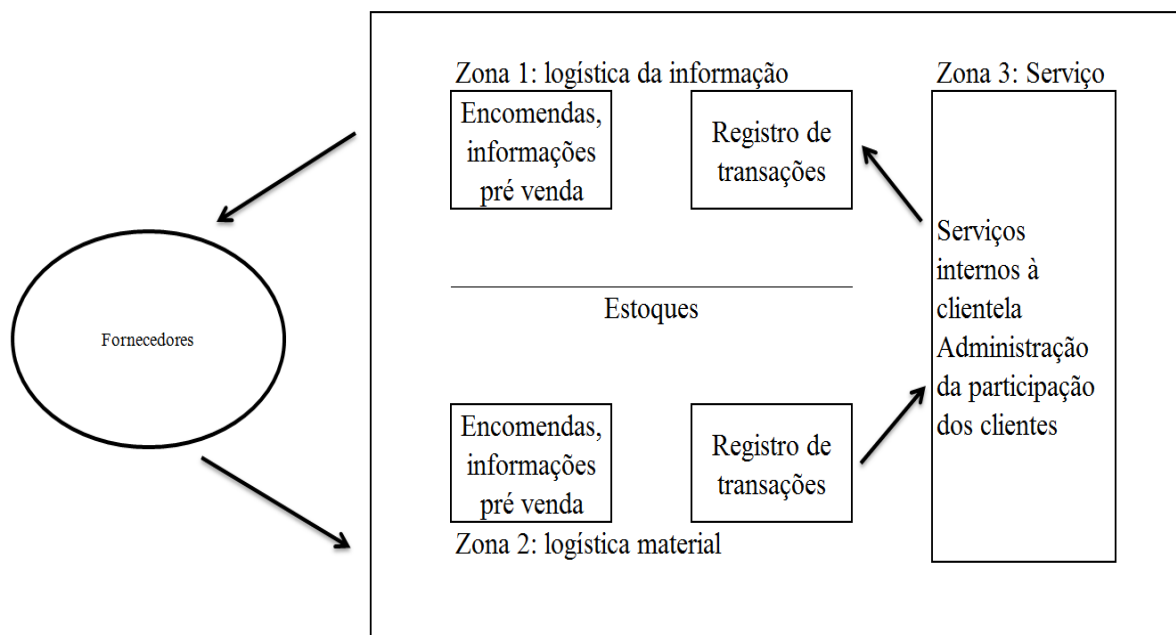 Zona 1: logística da informação
Encomendas,
informações
pré venda
Registro de
transações
Zona 3: Serviço
Serviços
internos à
clientela
Administração
da participação
dos clientes
Estoques
Fornecedores
Encomendas,
informações
pré venda
Registro de
transações
Zona 2: logística material